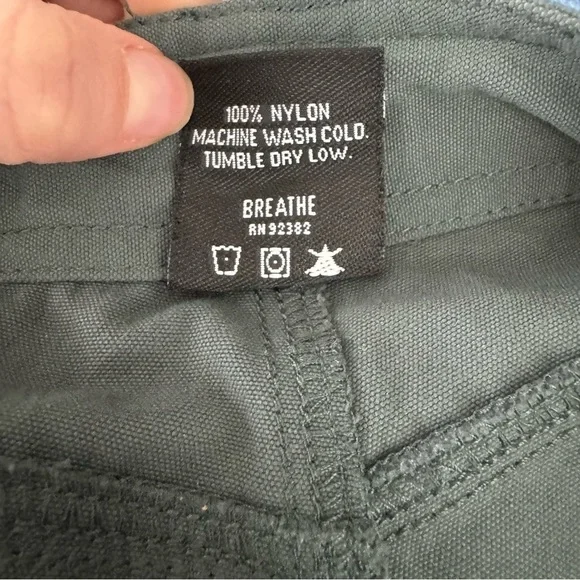 100% NYLON
MACHINE WASH COLD.
TUMBLE DRY LOW.
BREATHE
RN 92382